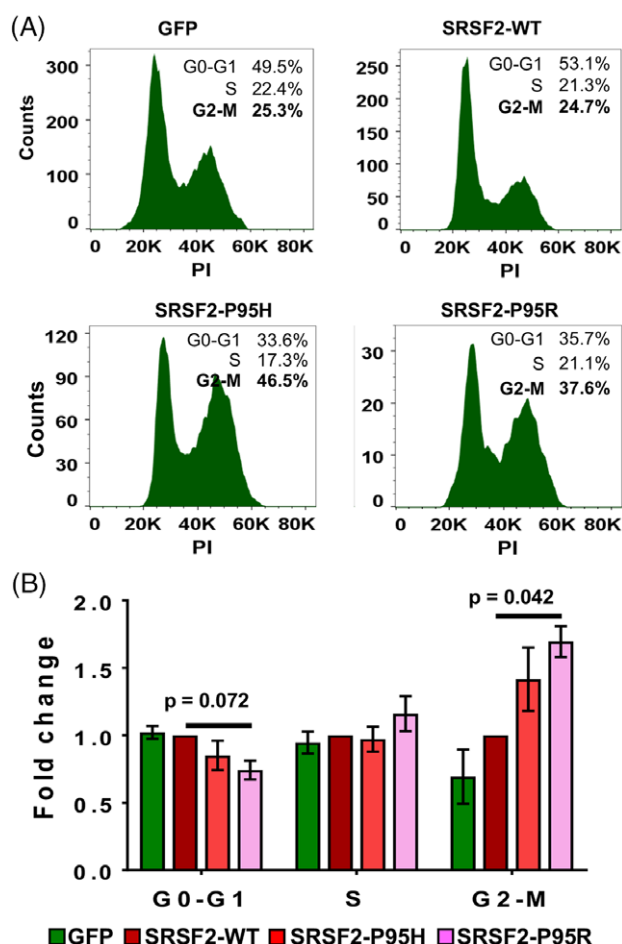 (A)
GFP
G0-G1 49.5%
S 22.4%
G2-M 25.3%
300
200
100
0
Counts
0 20K 40K 60K 80K
PI
SRSF2-WT
G0-G1 53.1%
S 21.3%
G2-M 24.7%
250
200
150
100
50
0
0 20K 40K 60K 80K
PI
SRSF2-P95H
G0-G1 33.6%
S 17.3%
G2-M 46.5%
120
90
60
30
0
Counts
0 20K 40K 60K 80K
PI
SRSF2-P95R
G0-G1 35.7%
S 21.1%
G2-M 37.6%
30
20
10
0
0 20K 40K 60K 80K
PI
(B)
2.0
1.5
1.0
0.5
0.0
Fold change
p = 0.072
p = 0.042
G0-G1 S G2-M
GFP SRSF2-WT SRSF2-P95H SRSF2-P95R